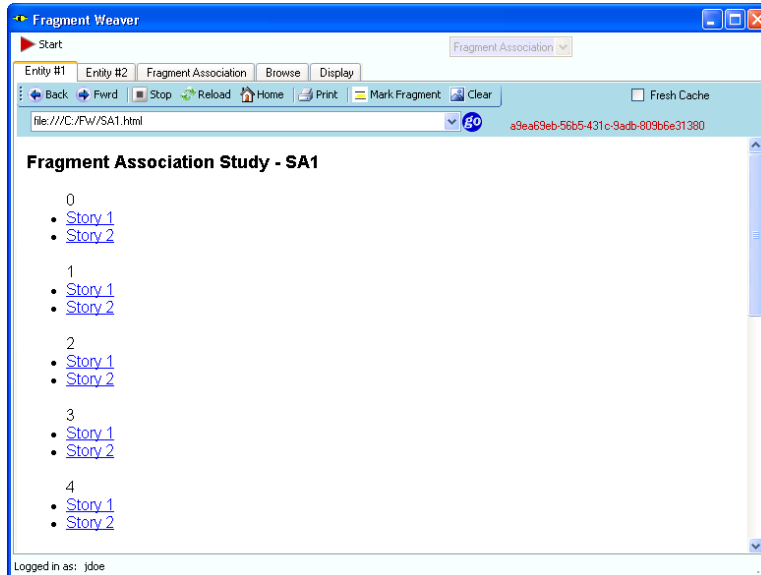 Fragment Weaver
Start
Fragment Association
Entity #1 Entity #2 Fragment Association Browse Display
Back Fwrd Stop Reload Home Print Mark Fragment Clear Fresh Cache
file:///C:/FW/SA1.html go a9ea69eb-56b5-431c-9adb-809b6e31380
Fragment Association Study - SA1
0
Story 1
Story 2
1
Story 1
Story 2
2
Story 1
Story 2
3
Story 1
Story 2
4
Story 1
Story 2
Logged in as: jdoe